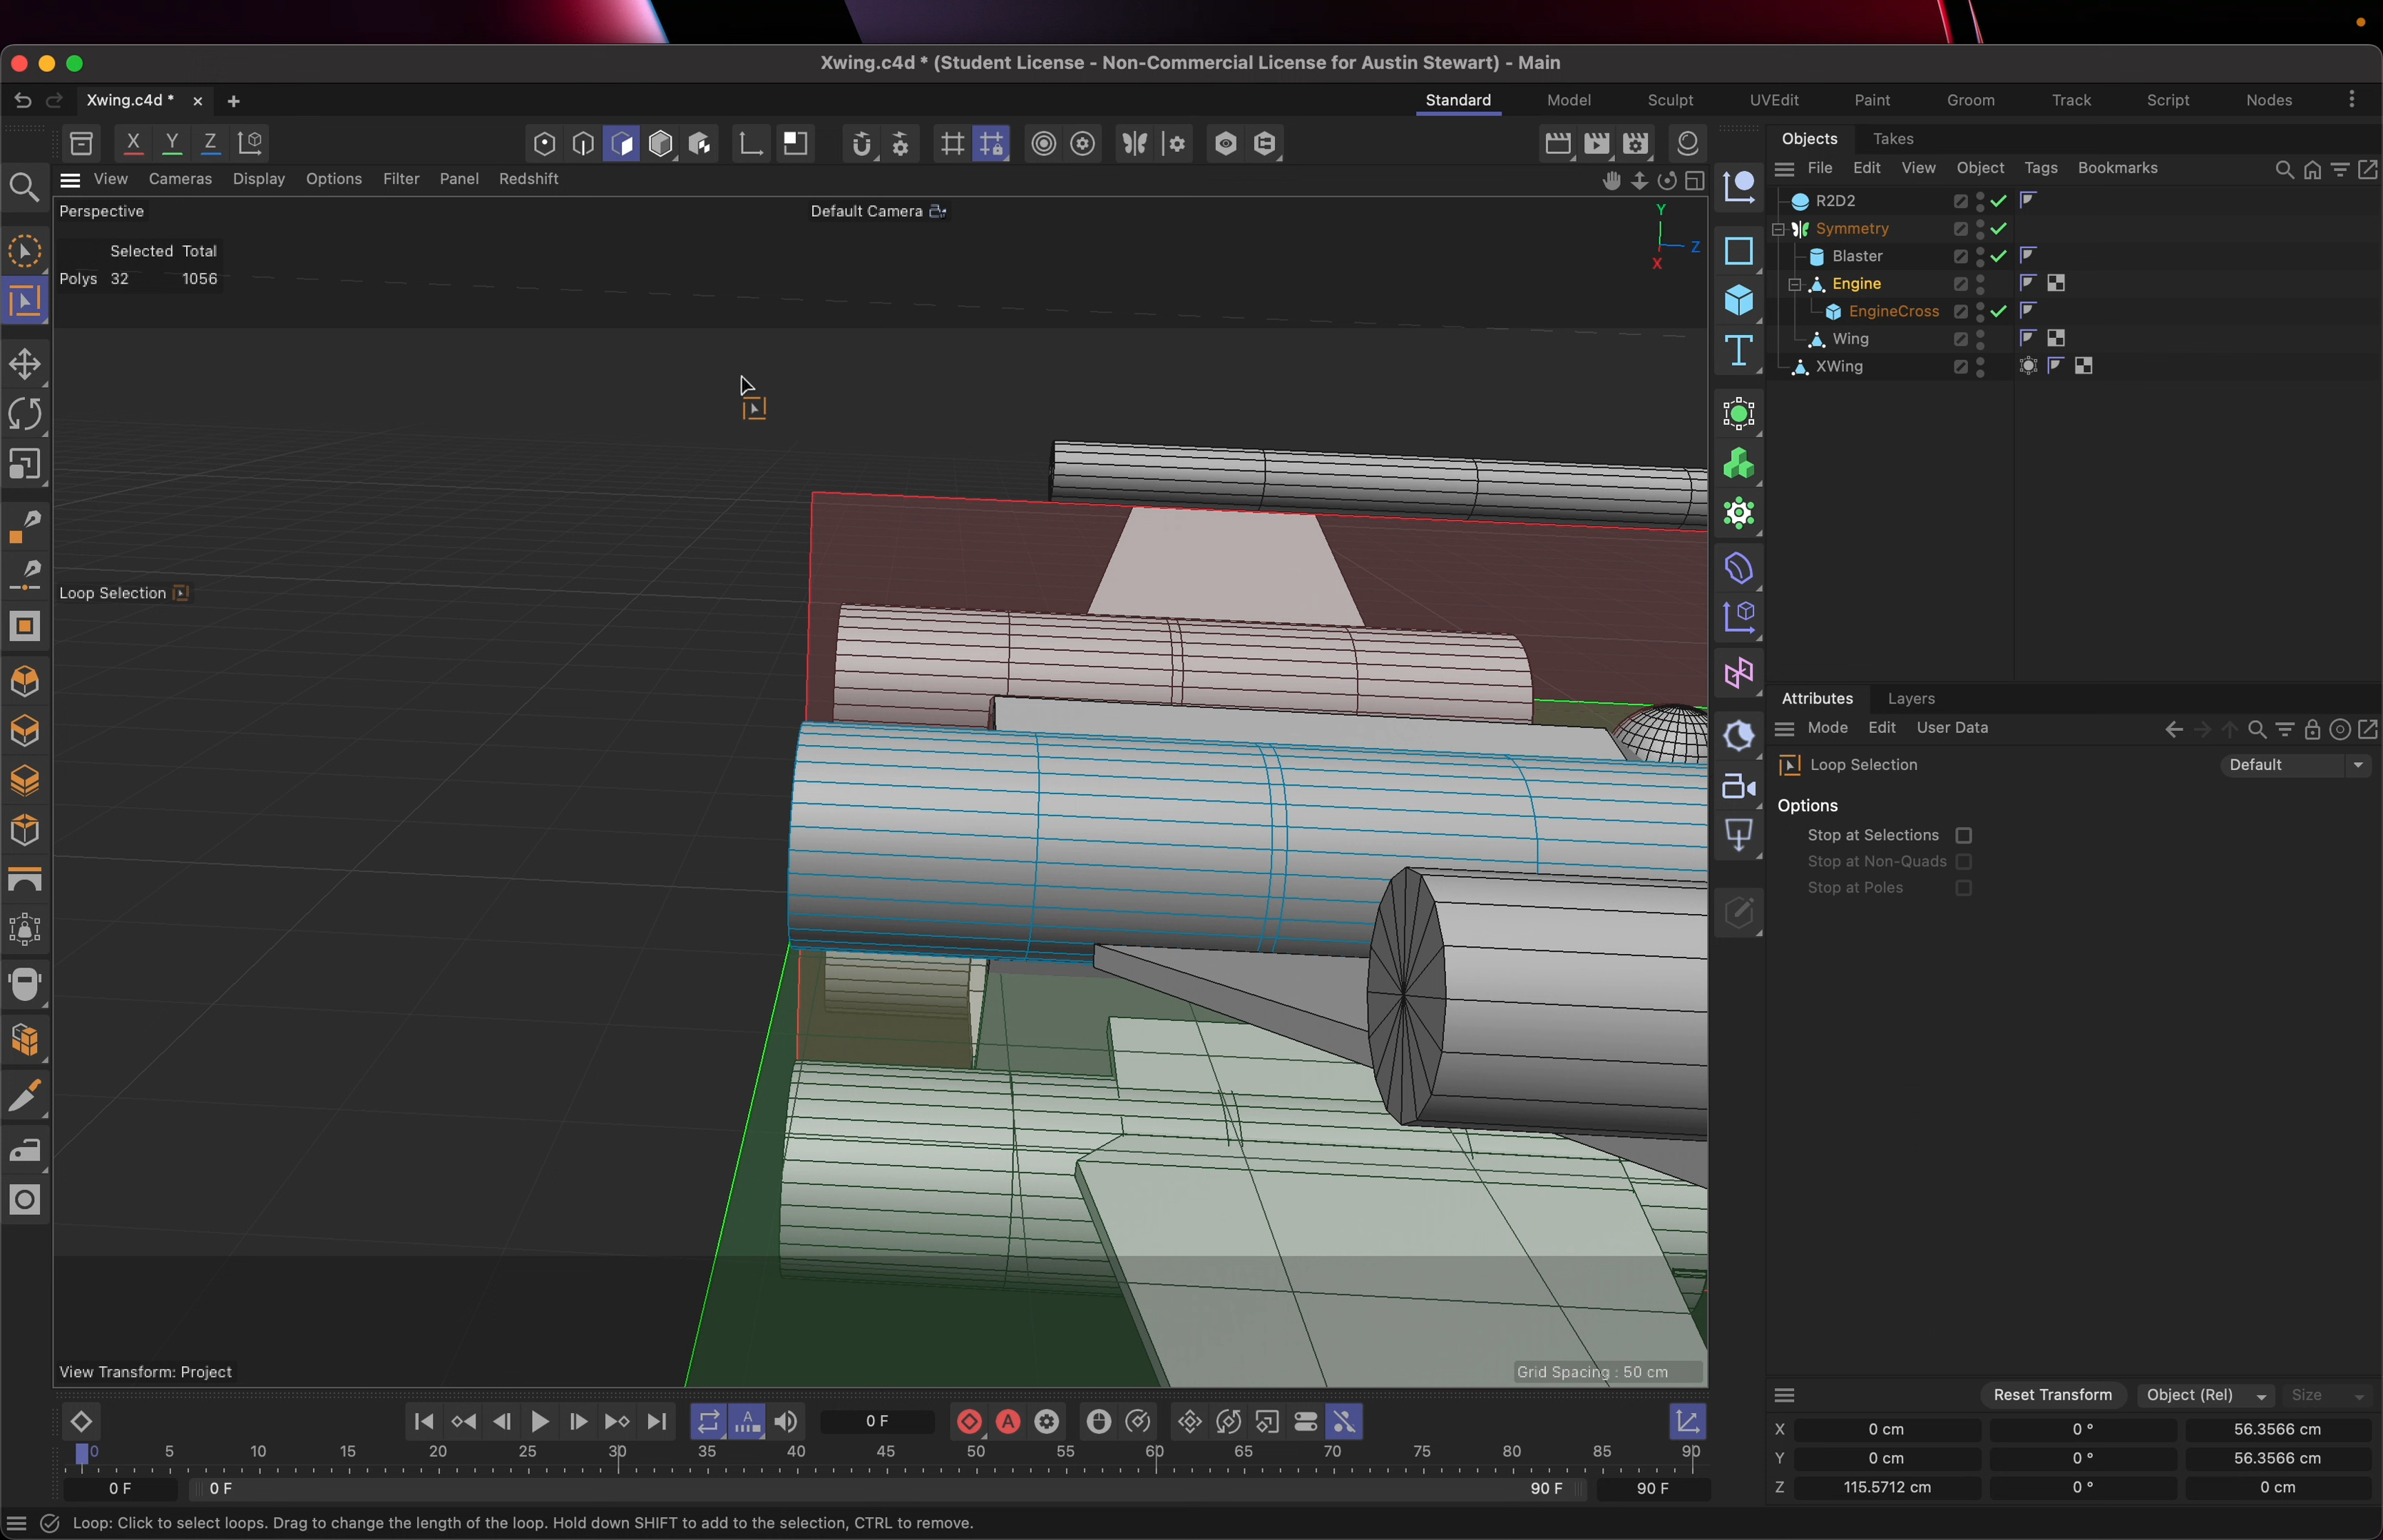 Xwing.c4d * (Student License - Non-Commercial License for Austin Stewart) - Main
Xwing.c4d *
Standard
Model
Sculpt
UVEdit
Paint
Groom
Track
Script
Nodes
X Y Z
View Cameras Display Options Filter Panel Redshift
Perspective
Default Camera
Selected Total
Polys 32 1056
Y
Z
X
Loop Selection
View Transform: Project
Grid Spacing : 50 cm
Objects Takes
File Edit View Object Tags Bookmarks
R2D2
Symmetry
Blaster
Engine
EngineCross
Wing
XWing
Attributes Layers
Mode Edit User Data
Loop Selection
Default
Options
Stop at Selections
Stop at Non-Quads
Stop at Poles
Reset Transform Object (Rel) Size
X 0 cm 0 ° 56.3566 cm
Y 0 cm 0 ° 56.3566 cm
Z 115.5712 cm 0 ° 0 cm
0 F
0 5 10 15 20 25 30 35 40 45 50 55 60 65 70 75 80 85 90
0 F 0 F 90 F 90 F
Loop: Click to select loops. Drag to change the length of the loop. Hold down SHIFT to add to the selection, CTRL to remove.